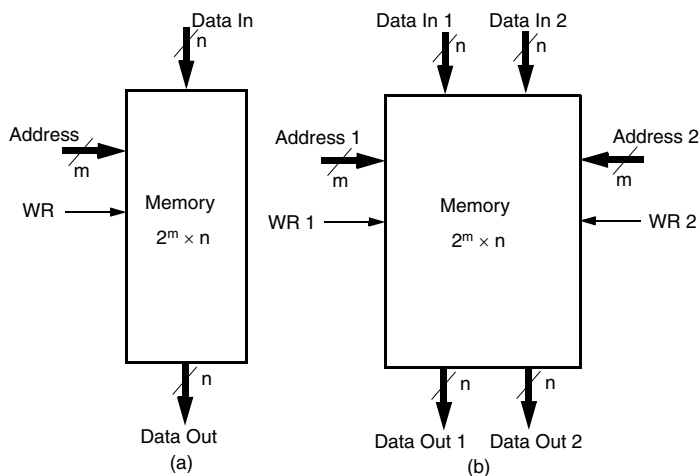 Data In
n
Address
m
WR
Memory
2^m × n
n
Data Out
(a)
Data In 1
n
Data In 2
n
Address 1
m
Address 2
m
WR 1
WR 2
Memory
2^m × n
n
n
Data Out 1
Data Out 2
(b)